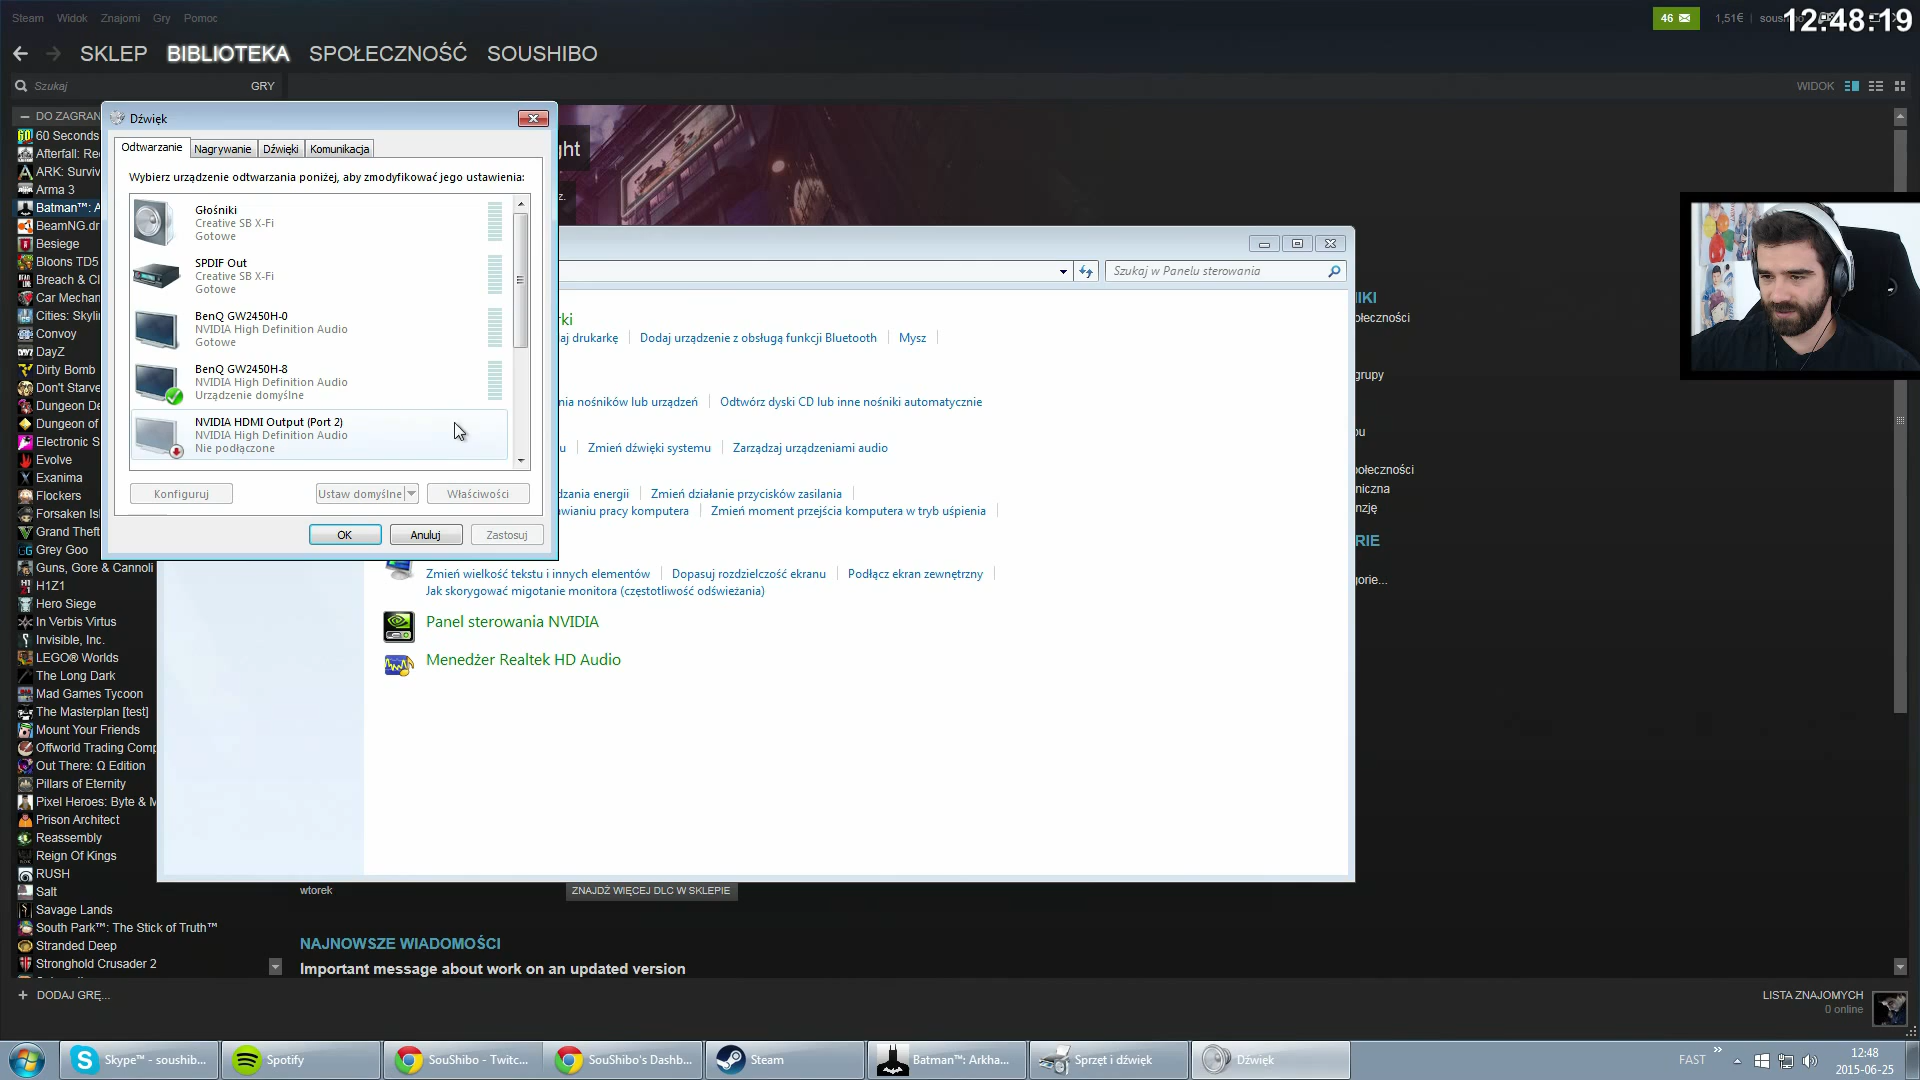 Steam Widok Znajomi Gry Pomoc
46
1,51€
12:48:19
SKLEP BIBLIOTEKA SPOŁECZNOŚĆ SOUSHIBO
Szukaj GRY
WIDOK
DO ZAGRAN
60 Seconds
Afterfall: Re
ARK: Surviv
Arma 3
Batman™: A
BeamNG.dr
Besiege
Bloons TD5
Breach & Cl
Car Mechan
Cities: Skylin
Convoy
DayZ
Dirty Bomb
Don't Starve
Dungeon De
Dungeon of
Electronic S
Evolve
Exanima
Flockers
Forsaken Isl
Grand Theft
Grey Goo
Guns, Gore & Cannoli
H1Z1
Hero Siege
In Verbis Virtus
Invisible, Inc.
LEGO® Worlds
The Long Dark
Mad Games Tycoon
The Masterplan [test]
Mount Your Friends
Offworld Trading Comp
Out There: Ω Edition
Pillars of Eternity
Pixel Heroes: Byte & M
Prison Architect
Reassembly
Reign Of Kings
RUSH
Salt
Savage Lands
South Park™: The Stick of Truth™
Stranded Deep
Stronghold Crusader 2
DODAJ GRĘ...
Dźwięk
Odtwarzanie Nagrywanie Dźwięki Komunikacja
Wybierz urządzenie odtwarzania poniżej, aby zmodyfikować jego ustawienia:
Głośniki
Creative SB X-Fi
Gotowe
SPDIF Out
Creative SB X-Fi
Gotowe
BenQ GW2450H-0
NVIDIA High Definition Audio
Gotowe
BenQ GW2450H-8
NVIDIA High Definition Audio
Urządzenie domyślne
NVIDIA HDMI Output (Port 2)
NVIDIA High Definition Audio
Nie podłączone
Konfiguruj Ustaw domyślne Właściwości
OK Anuluj Zastosuj
ght
z.
Szukaj w Panelu sterowania
ki
aj drukarkę Dodaj urządzenie z obsługą funkcji Bluetooth Mysz
nia nośników lub urządzeń Odtwórz dyski CD lub inne nośniki automatycznie
u Zmień dźwięki systemu Zarządzaj urządzeniami audio
dzania energii Zmień działanie przycisków zasilania
wianiu pracy komputera Zmień moment przejścia komputera w tryb uśpienia
Zmień wielkość tekstu i innych elementów Dopasuj rozdzielczość ekranu Podłącz ekran zewnętrzny
Jak skorygować migotanie monitora (częstotliwość odświeżania)
Panel sterowania NVIDIA
Menedżer Realtek HD Audio
IKI
połeczności
grupy
pu
połeczności
niczna
nzję
RIE
gorie...
wtorek
ZNAJDŹ WIĘCEJ DLC W SKLEPIE
NAJNOWSZE WIADOMOŚCI
Important message about work on an updated version
LISTA ZNAJOMYCH
0 online
Skype™ - soushib... Spotify SouShibo - Twitc... SouShibo's Dashb... Steam Batman™: Arkha... Sprzęt i dźwięk Dźwięk
FAST
12:48
2015-06-25